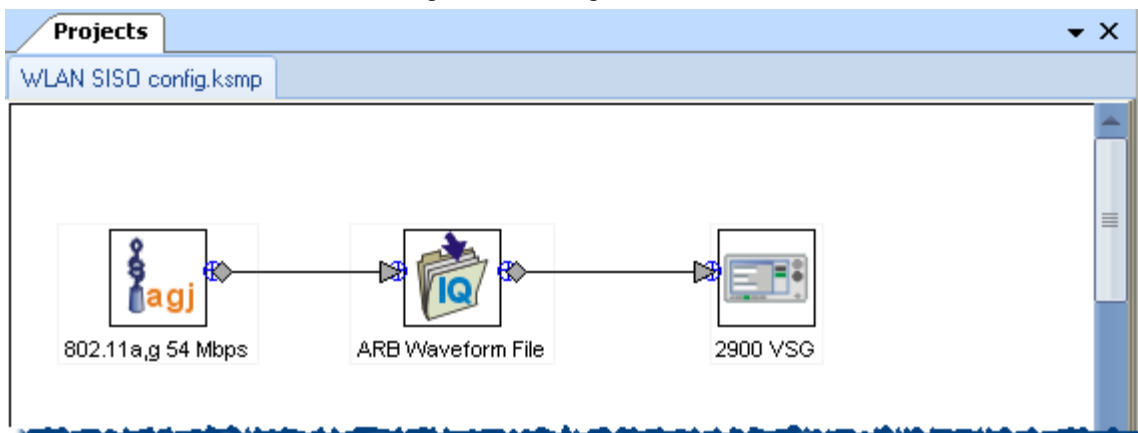 Projects
WLAN SISO config.ksmp
agj
IQ
802.11a,g 54 Mbps
ARB Waveform File
2900 VSG